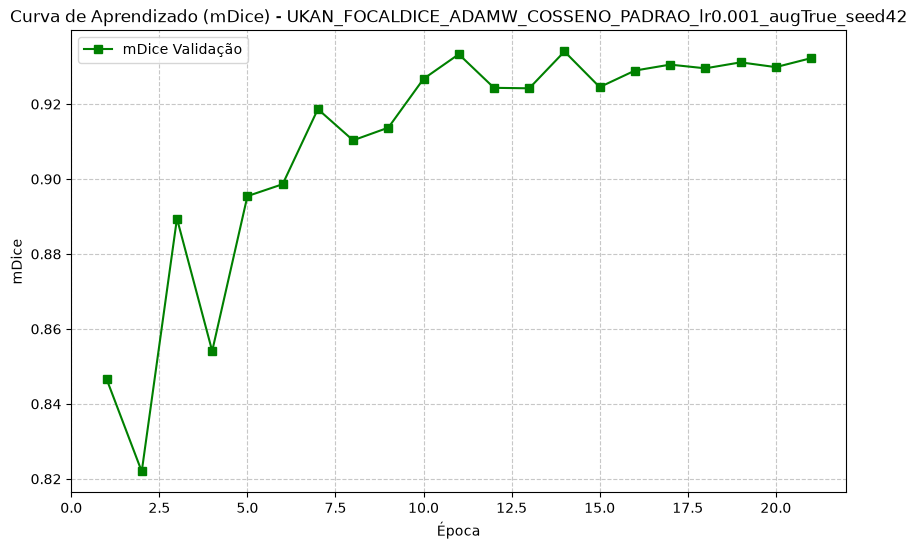 Curva de Aprendizado (mDice) - UKAN_FOCALDICE_ADAMW_COSSENO_PADRAO_lr0.001_augTrue_seed42
mDice Validação
mDice
0.92
0.90
0.88
0.86
0.84
0.82
0.0 2.5 5.0 7.5 10.0 12.5 15.0 17.5 20.0
Época